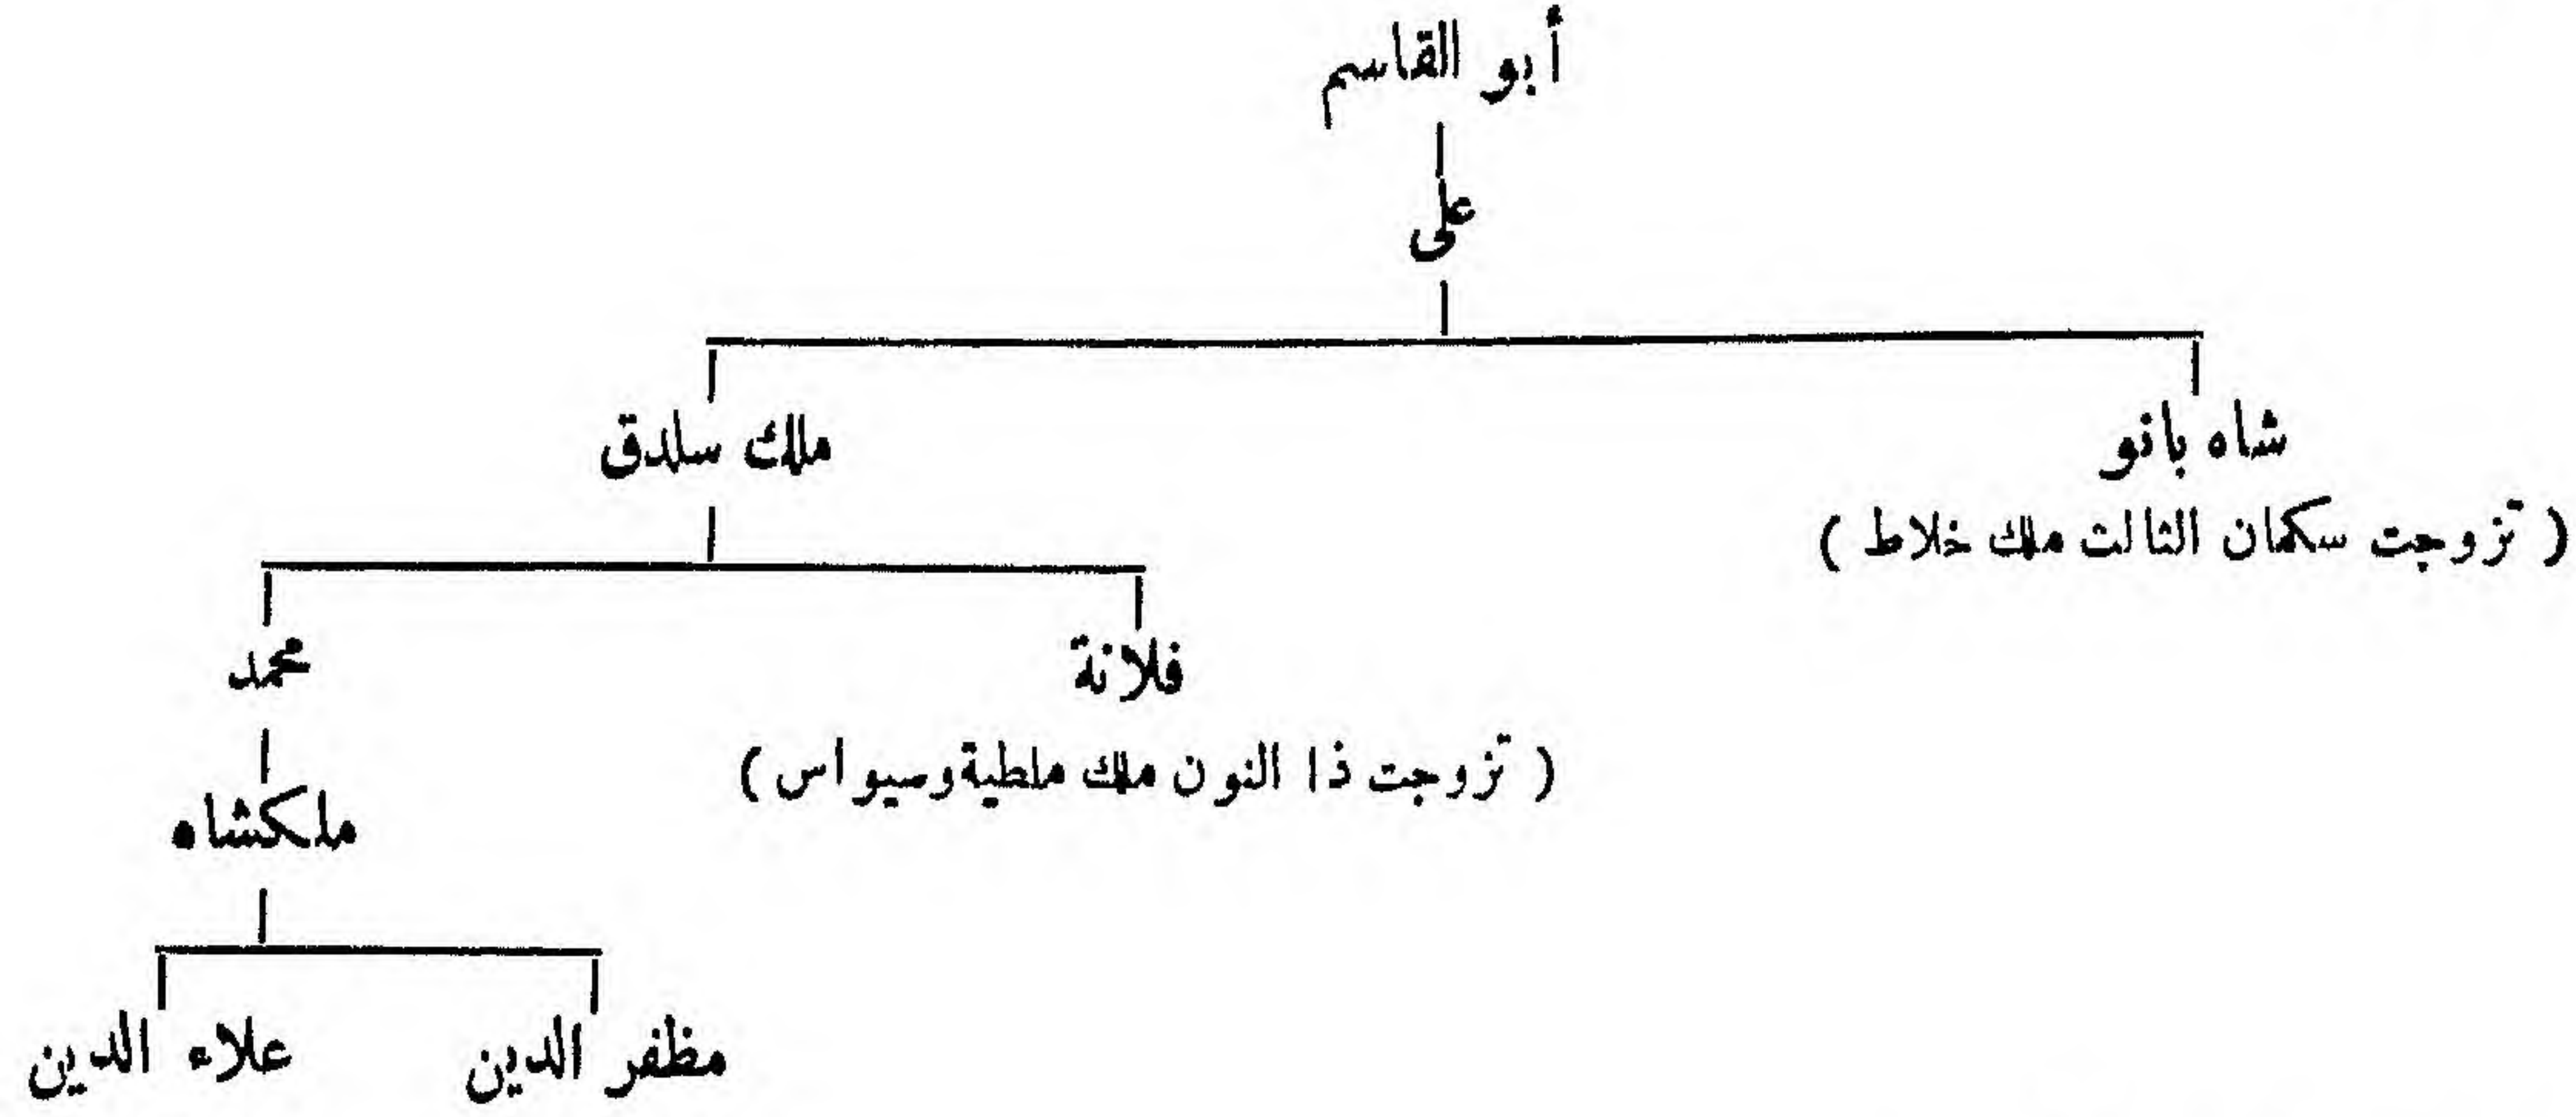 أبو القاسم
على
شاه بانو
ملك سلدق
( تزوجت سكمان الثالث ملك خلاط )
فلانة
محمد
( تزوجت ذا النون ملك ملطية وسيواس )
ملكشاه
مظفر الدين
علاء الدين